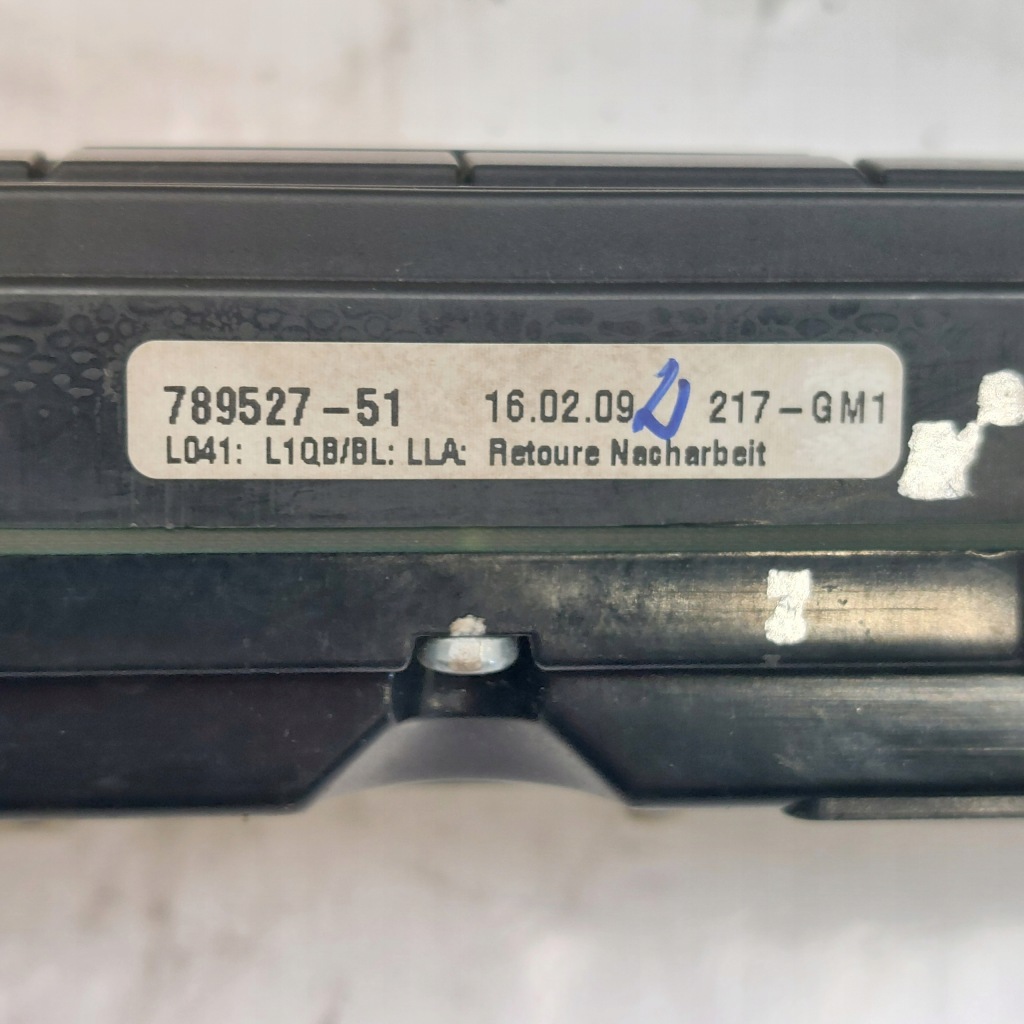 789527-51 16.02.09 217-GM1
L041: L1QB/BL: LLA: Retoure Nacharbeit